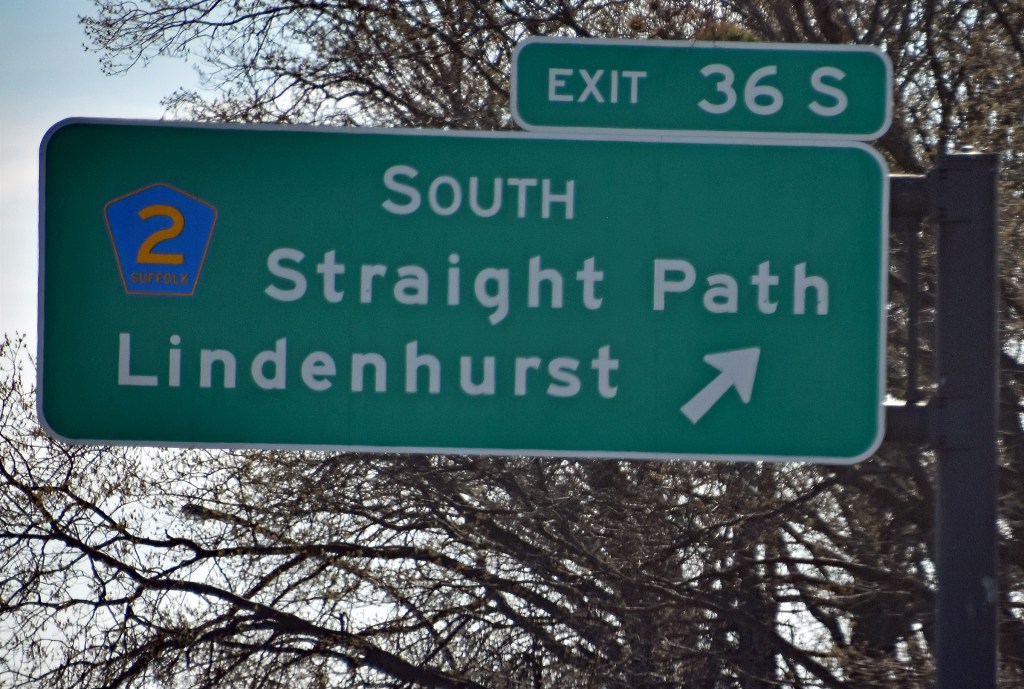 EXIT 36 S
SOUTH
2
SUFFOLK
Straight Path
Lindenhurst